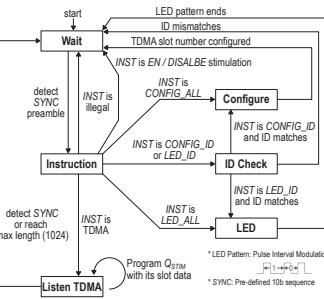 start
LED pattern ends
ID mismatches
Wait
TDMA slot number configured
INST is EN / DISALBE stimulation
detect
SYNC
preamble
INST is
illegal
INST is
CONFIG_ALL
Configure
INST is CONFIG_ID
or LED_ID
INST is CONFIG_ID
and ID matches
Instruction
ID Check
INST is LED_ID
and ID matches
detect SYNC
or reach
max length (1024)
INST is
TDMA
INST is
LED_ALL
LED
Program QSTIM
with its slot data
Listen TDMA
* LED Pattern: Pulse Interval Modulation
1 0
* SYNC: Pre-defined 10b sequence